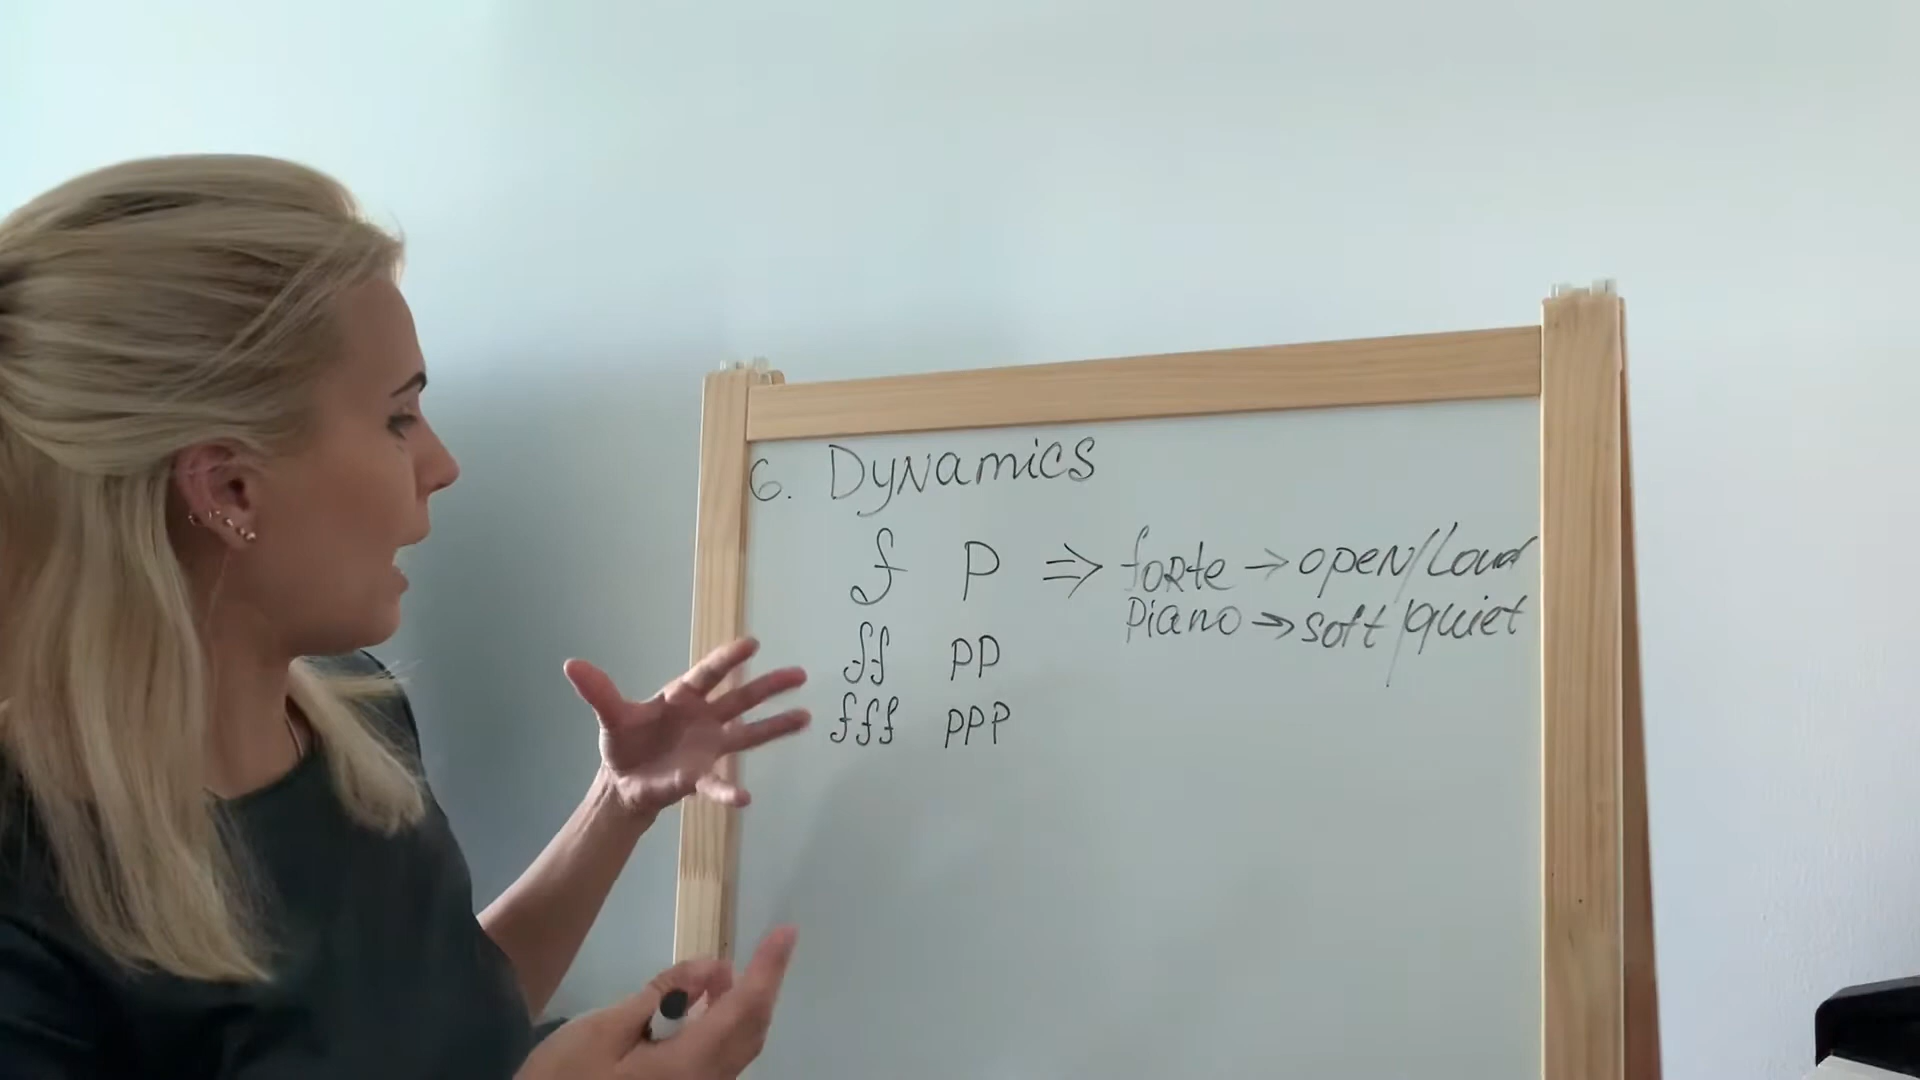 6. Dynamics
f P ⇒ forte → open/Loud
Piano → soft/quiet
ff pp
fff ppp